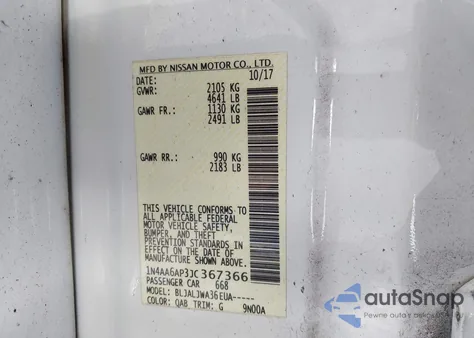 MFD BY NISSAN MOTOR CO., LTD.
DATE: 10/17
GVWR: 2105 KG
4641 LB
GAWR FR.: 1130 KG
2491 LB
GAWR RR.: 990 KG
2183 LB
THIS VEHICLE CONFORMS TO
ALL APPLICABLE FEDERAL
MOTOR VEHICLE SAFETY,
BUMPER, AND THEFT
PREVENTION STANDARDS IN
EFFECT ON THE DATE OF
MANUFACTURE SHOWN ABOVE.
1N4AA6AP3JC367366
PASSENGER CAR 668
MODEL: BLJALJWA36EUA-----
COLOR: QAB TRIM: G 9N00A
autoSnap
Pewne auta z